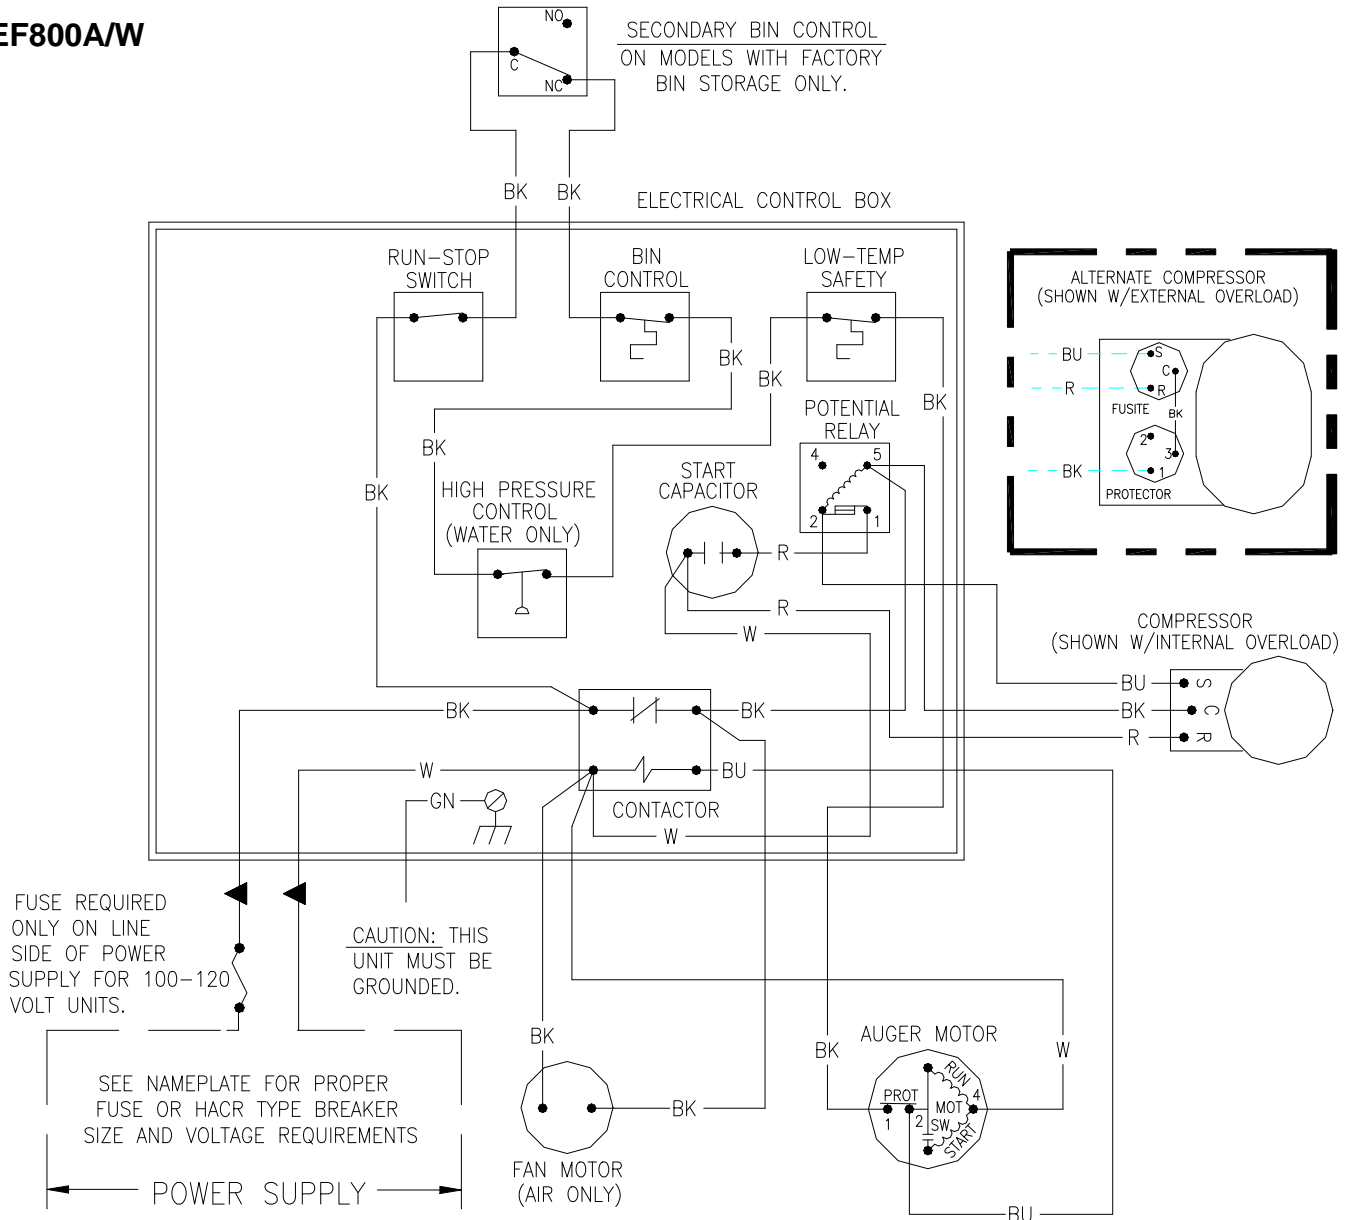 EF800A/W
NO
C
NC
SECONDARY BIN CONTROL
ON MODELS WITH FACTORY
BIN STORAGE ONLY.
BK
BK
ELECTRICAL CONTROL BOX
RUN-STOP
SWITCH
BIN
CONTROL
LOW-TEMP
SAFETY
ALTERNATE COMPRESSOR
(SHOWN W/EXTERNAL OVERLOAD)
BU
S
C
R
R
FUSITE
BK
2
3
BK
1
PROTECTOR
BK
BK
BK
BK
BK
POTENTIAL
RELAY
4
5
2
1
START
CAPACITOR
HIGH PRESSURE
CONTROL
(WATER ONLY)
R
R
W
COMPRESSOR
(SHOWN W/INTERNAL OVERLOAD)
BU
S
BK
C
R
R
BK
BK
W
BU
GN
CONTACTOR
W
FUSE REQUIRED
ONLY ON LINE
SIDE OF POWER
SUPPLY FOR 100-120
VOLT UNITS.
CAUTION: THIS
UNIT MUST BE
GROUNDED.
BK
BK
AUGER MOTOR
W
SEE NAMEPLATE FOR PROPER
FUSE OR HACR TYPE BREAKER
SIZE AND VOLTAGE REQUIREMENTS
BK
PROT
1
2
RUN
MOT
SW
4
START
FAN MOTOR
(AIR ONLY)
POWER SUPPLY
BU